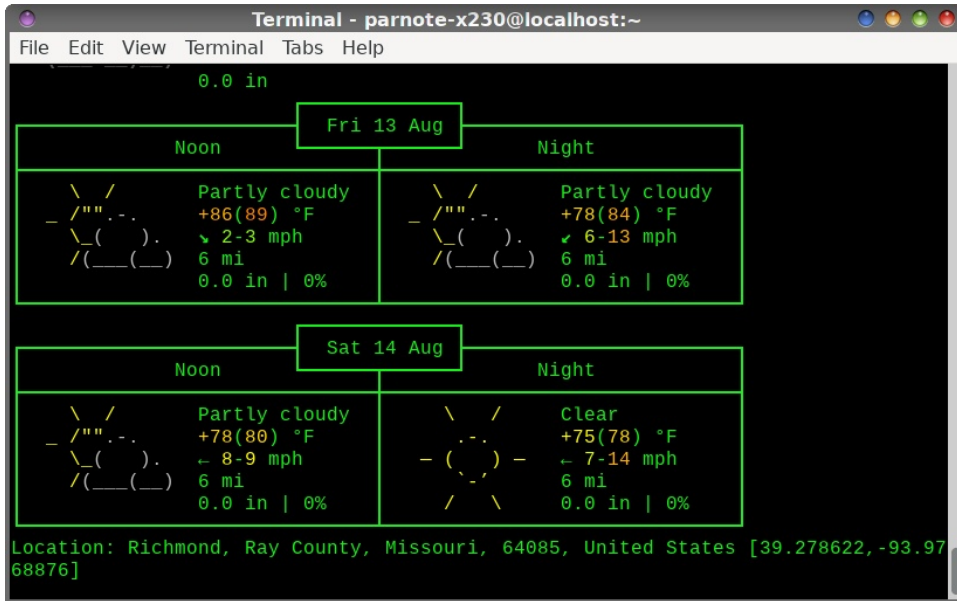 Terminal - parnote-x230@localhost:~
File Edit View Terminal Tabs Help
0.0 in
Fri 13 Aug
Noon Night
Partly cloudy Partly cloudy
+86(89) °F +78(84) °F
↘ 2-3 mph ↙ 6-13 mph
6 mi 6 mi
0.0 in | 0% 0.0 in | 0%
Sat 14 Aug
Noon Night
Partly cloudy Clear
+78(80) °F +75(78) °F
← 8-9 mph ← 7-14 mph
6 mi 6 mi
0.0 in | 0% 0.0 in | 0%
Location: Richmond, Ray County, Missouri, 64085, United States [39.278622,-93.97
68876]